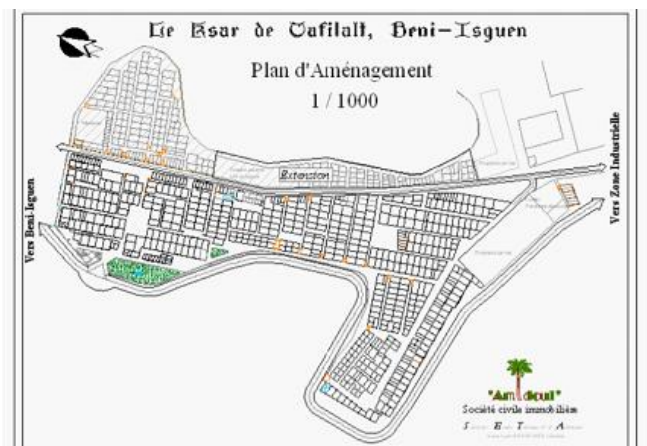 Le Ksar de Tafilalt, Beni-Isguen
Plan d'Aménagement
1 / 1000
Extension
Vers Beni-Isguen
Vers Zone Industrielle
"Amidoul"
Société civile immobilière
S E T A